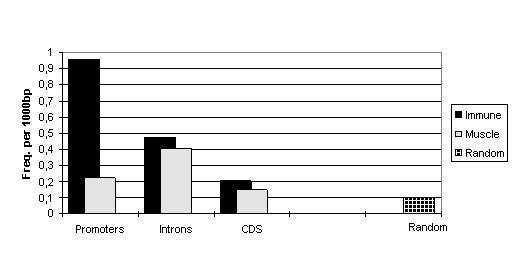 Freq. per 1000bp
1
0,9
0,8
0,7
0,6
0,5
0,4
0,3
0,2
0,1
0
Promoters
Introns
CDS
Random
Immune
Muscle
Random